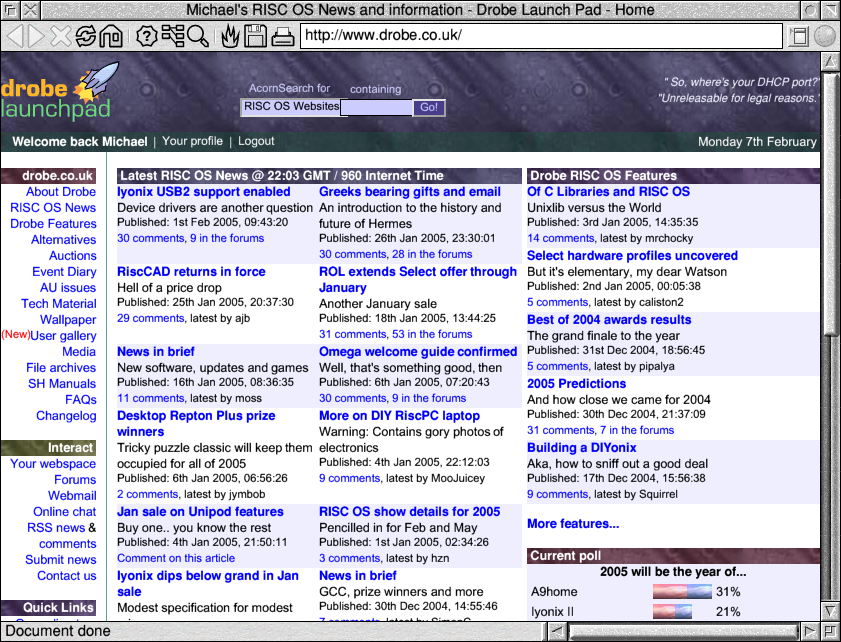 Michael's RISC OS News and information - Drobe Launch Pad - Home
http://www.drobe.co.uk/
drobe
launchpad
AcornSearch for containing
RISC OS Websites Go!
" So, where's your DHCP port?"
"Unreleasable for legal reasons."
Welcome back Michael | Your profile | Logout
Monday 7th February
drobe.co.uk
About Drobe
RISC OS News
Drobe Features
Alternatives
Auctions
Event Diary
AU issues
Tech Material
Wallpaper
(New)User gallery
Media
File archives
SH Manuals
FAQs
Changelog
Interact
Your webspace
Forums
Webmail
Online chat
RSS news &
comments
Submit news
Contact us
Quick Links
Latest RISC OS News @ 22:03 GMT / 960 Internet Time
Iyonix USB2 support enabled
Device drivers are another question
Published: 1st Feb 2005, 09:43:20
30 comments, 9 in the forums
Greeks bearing gifts and email
An introduction to the history and
future of Hermes
Published: 26th Jan 2005, 23:30:01
30 comments, 28 in the forums
RiscCAD returns in force
Hell of a price drop
Published: 25th Jan 2005, 20:37:30
29 comments, latest by ajb
ROL extends Select offer through
January
Another January sale
Published: 18th Jan 2005, 13:44:25
31 comments, 53 in the forums
News in brief
New software, updates and games
Published: 16th Jan 2005, 08:36:35
11 comments, latest by moss
Omega welcome guide confirmed
Well, that's something good, then
Published: 6th Jan 2005, 07:20:43
30 comments, 9 in the forums
Desktop Repton Plus prize
winners
Tricky puzzle classic will keep them
occupied for all of 2005
Published: 6th Jan 2005, 06:56:26
2 comments, latest by jymbob
More on DIY RiscPC laptop
Warning: Contains gory photos of
electronics
Published: 4th Jan 2005, 22:12:03
9 comments, latest by MooJuicey
Jan sale on Unipod features
Buy one.. you know the rest
Published: 4th Jan 2005, 21:50:11
Comment on this article
RISC OS show details for 2005
Pencilled in for Feb and May
Published: 1st Jan 2005, 02:34:26
3 comments, latest by hzn
Iyonix dips below grand in Jan
sale
Modest specification for modest
News in brief
GCC, prize winners and more
Published: 30th Dec 2004, 14:55:46
Drobe RISC OS Features
Of C Libraries and RISC OS
Unixlib versus the World
Published: 3rd Jan 2005, 14:35:35
14 comments, latest by mrchocky
Select hardware profiles uncovered
But it's elementary, my dear Watson
Published: 2nd Jan 2005, 00:05:38
5 comments, latest by caliston2
Best of 2004 awards results
The grand finale to the year
Published: 31st Dec 2004, 18:56:45
5 comments, latest by pipalya
2005 Predictions
And how close we came for 2004
Published: 30th Dec 2004, 21:37:09
31 comments, 7 in the forums
Building a DIYonix
Aka, how to sniff out a good deal
Published: 17th Dec 2004, 15:56:38
9 comments, latest by Squirrel
More features...
Current poll
2005 will be the year of...
A9home 31%
Iyonix II 21%
Document done